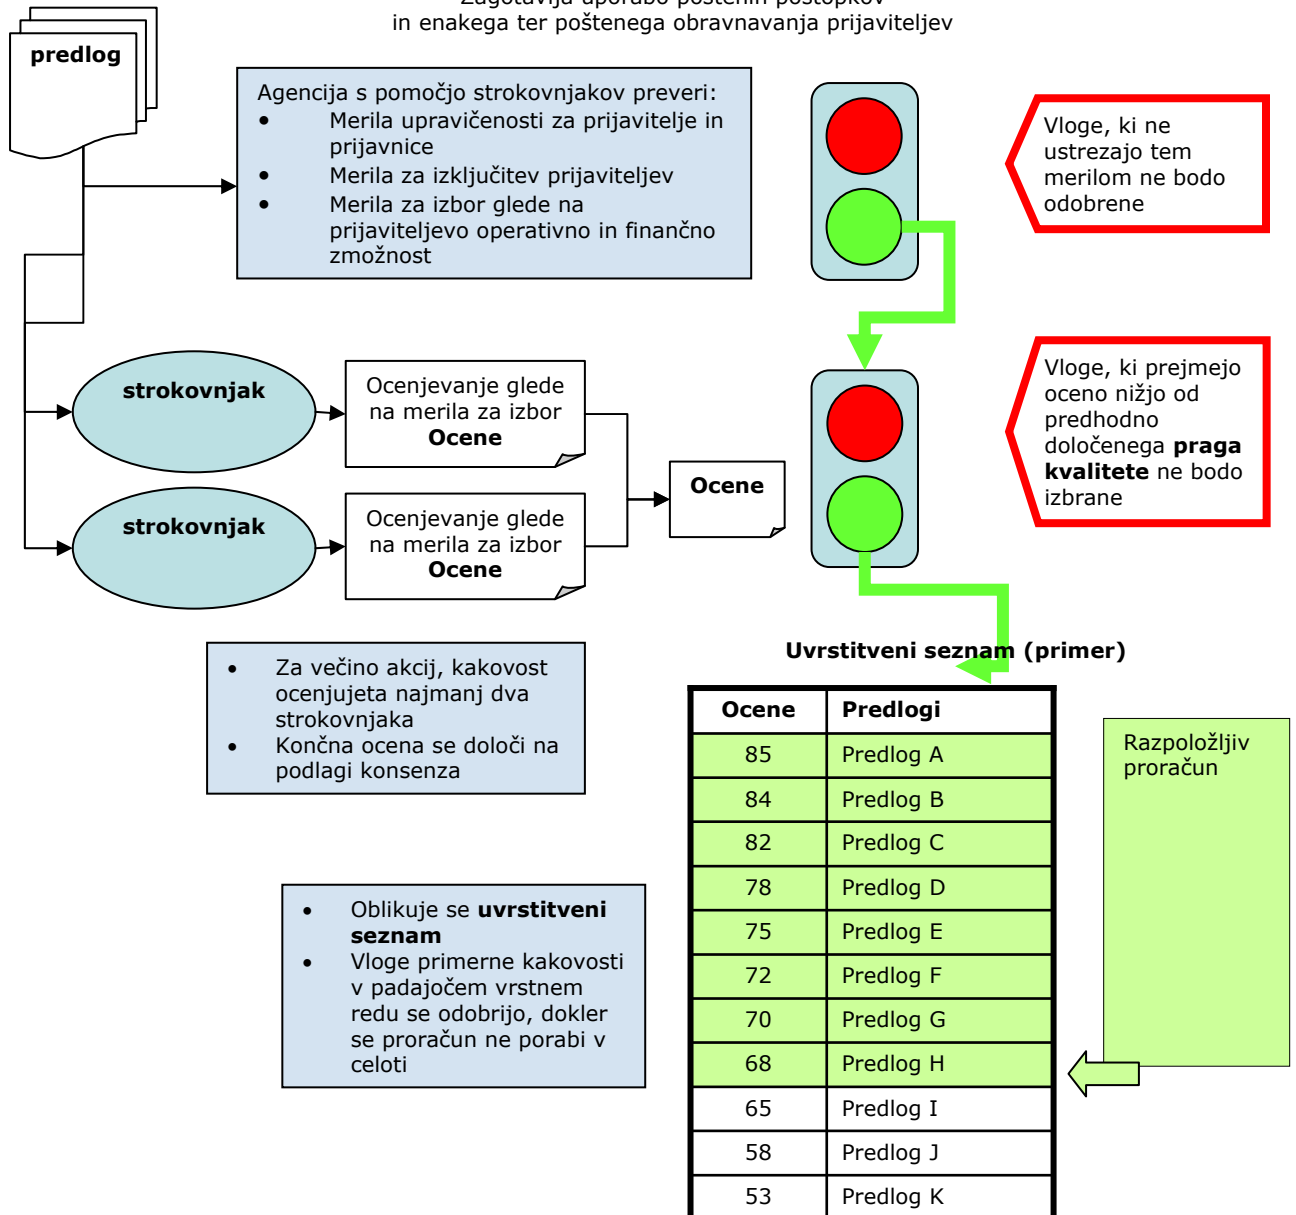 Zagotavlja uporabo poštenih postopkov
in enakega ter poštenega obravnavanja prijaviteljev
predlog
Agencija s pomočjo strokovnjakov preveri:
• Merila upravičenosti za prijavitelje in
prijavnice
• Merila za izključitev prijaviteljev
• Merila za izbor glede na
prijaviteljevo operativno in finančno
zmožnost
Vloge, ki ne
ustrezajo tem
merilom ne bodo
odobrene
strokovnjak
Ocenjevanje glede
na merila za izbor
Ocene
strokovnjak
Ocenjevanje glede
na merila za izbor
Ocene
Ocene
Vloge, ki prejmejo
oceno nižjo od
predhodno
določenega praga
kvalitete ne bodo
izbrane
• Za večino akcij, kakovost
ocenjujeta najmanj dva
strokovnjaka
• Končna ocena se določi na
podlagi konsenza
• Oblikuje se uvrstitveni
seznam
• Vloge primerne kakovosti
v padajočem vrstnem
redu se odobrijo, dokler
se proračun ne porabi v
celoti
Uvrstitveni seznam (primer)
Ocene Predlogi
85 Predlog A
84 Predlog B
82 Predlog C
78 Predlog D
75 Predlog E
72 Predlog F
70 Predlog G
68 Predlog H
65 Predlog I
58 Predlog J
53 Predlog K
Razpoložljiv
proračun